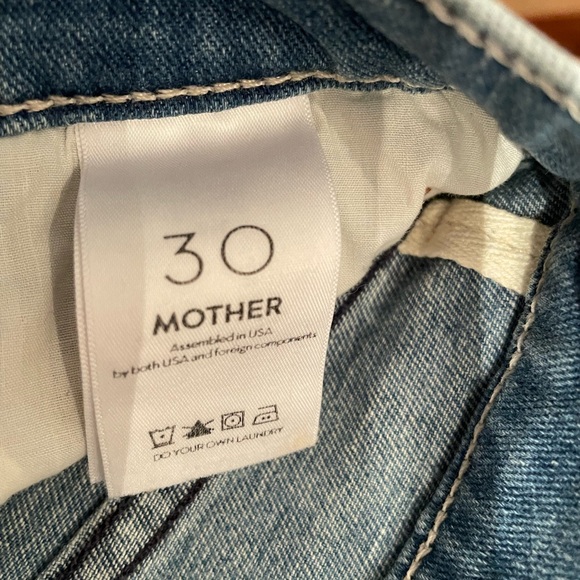 30
MOTHER
Assembled in USA
by both USA and foreign components
DO YOUR OWN LAUNDRY